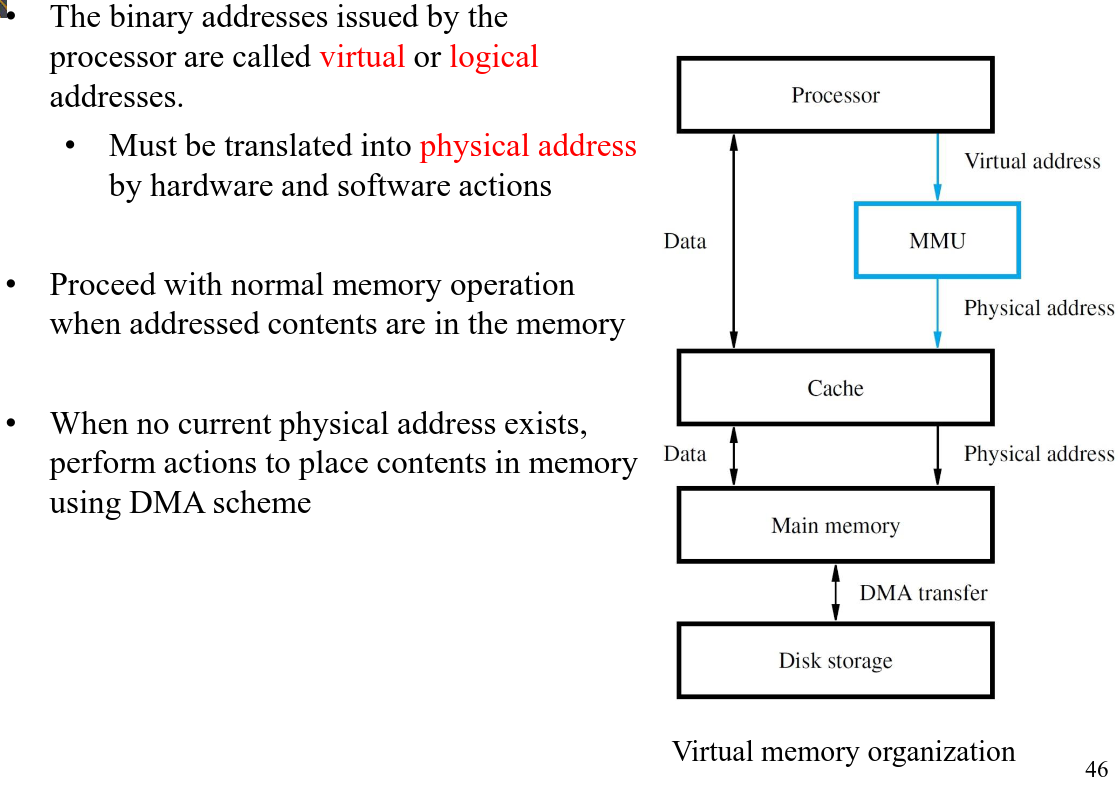 • The binary addresses issued by the
processor are called virtual or logical
addresses.
• Must be translated into physical address
by hardware and software actions
• Proceed with normal memory operation
when addressed contents are in the memory
• When no current physical address exists,
perform actions to place contents in memory
using DMA scheme
Processor
Virtual address
Data
MMU
Physical address
Cache
Data
Physical address
Main memory
DMA transfer
Disk storage
Virtual memory organization
46